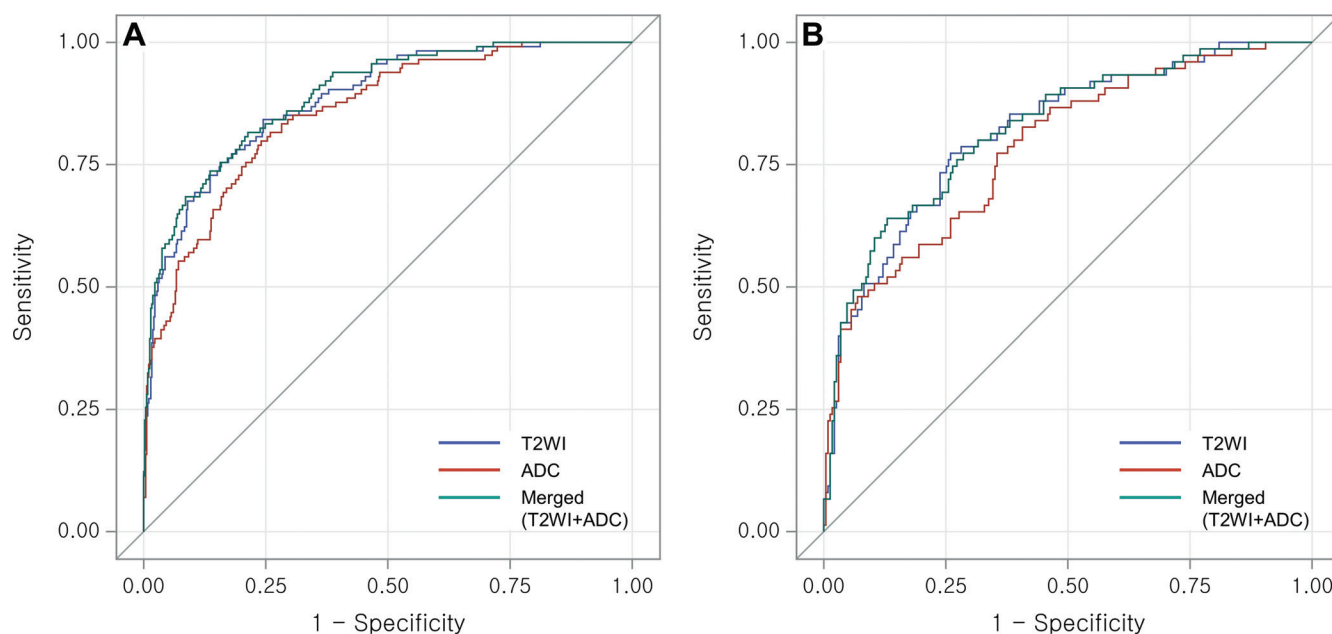 A
1.00
0.75
0.50
0.25
0.00
Sensitivity
T2WI
ADC
Merged
(T2WI+ADC)
0.00 0.25 0.50 0.75 1.00
1 − Specificity
B
1.00
0.75
0.50
0.25
0.00
Sensitivity
T2WI
ADC
Merged
(T2WI+ADC)
0.00 0.25 0.50 0.75 1.00
1 − Specificity